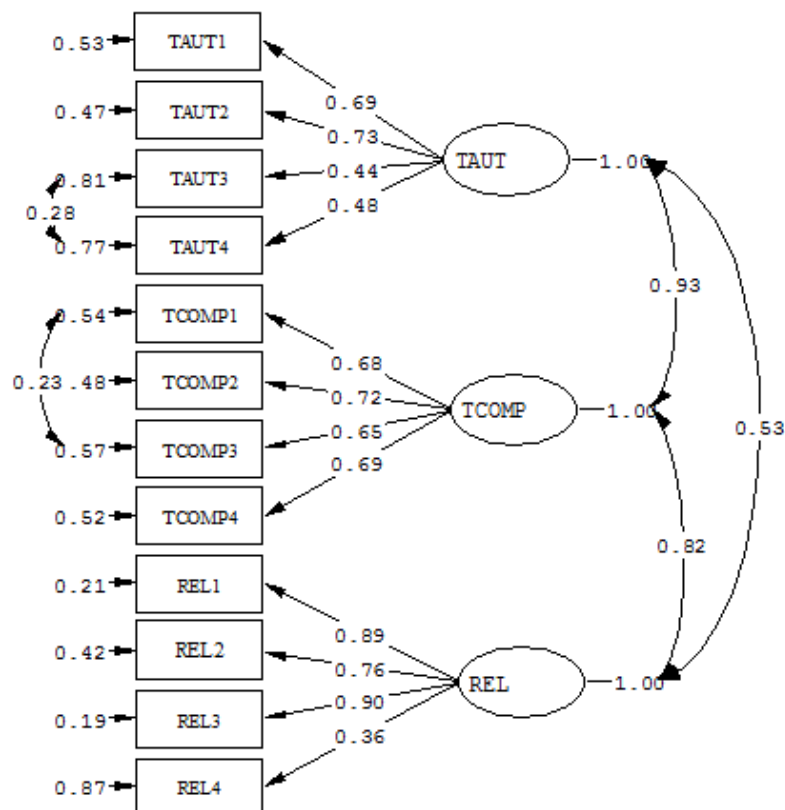 0.53
TAUT1
0.69
0.47
TAUT2
0.73
TAUT
1.00
0.81
TAUT3
0.44
0.28
0.48
0.77
TAUT4
0.93
0.54
TCOMP1
0.68
0.23.48
TCOMP2
0.72
TCOMP
1.00
0.53
0.65
0.57
TCOMP3
0.69
0.52
TCOMP4
0.82
0.21
REL1
0.89
0.42
REL2
0.76
REL
1.00
0.90
0.19
REL3
0.36
0.87
REL4